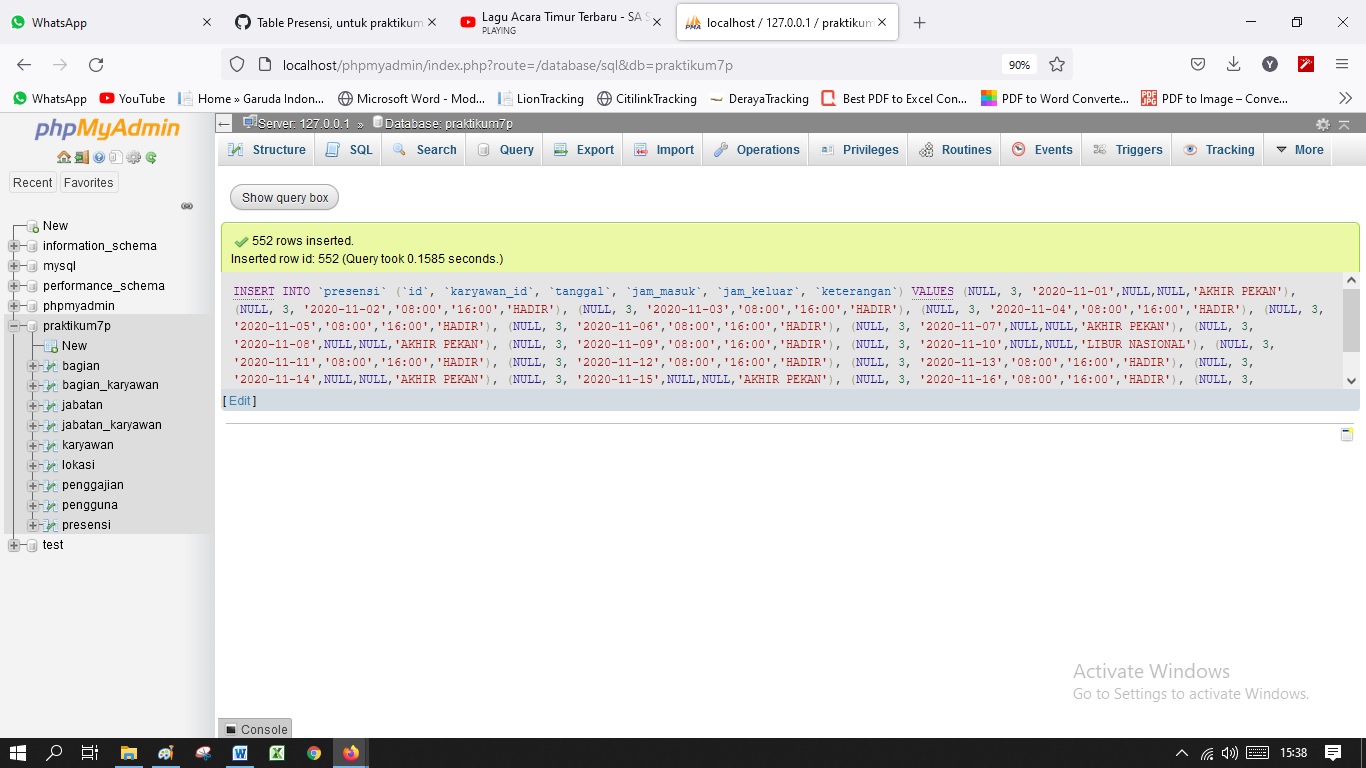 WhatsApp
Table Presensi, untuk praktikum
Lagu Acara Timur Terbaru - SA S
PLAYING
localhost / 127.0.0.1 / praktikum
localhost/phpmyadmin/index.php?route=/database/sql&db=praktikum7p
90%
WhatsApp
YouTube
Home » Garuda Indon...
Microsoft Word - Mod...
LionTracking
CitilinkTracking
DerayaTracking
Best PDF to Excel Con...
PDF to Word Converte...
PDF to Image – Conve...
phpMyAdmin
Recent
Favorites
New
information_schema
mysql
performance_schema
phpmyadmin
praktikum7p
New
bagian
bagian_karyawan
jabatan
jabatan_karyawan
karyawan
lokasi
penggajian
pengguna
presensi
test
Server: 127.0.0.1 » Database: praktikum7p
Structure
SQL
Search
Query
Export
Import
Operations
Privileges
Routines
Events
Triggers
Tracking
More
Show query box
552 rows inserted.
Inserted row id: 552 (Query took 0.1585 seconds.)
INSERT INTO `presensi` (`id`, `karyawan_id`, `tanggal`, `jam_masuk`, `jam_keluar`, `keterangan`) VALUES (NULL, 3, '2020-11-01',NULL,NULL,'AKHIR PEKAN'),
(NULL, 3, '2020-11-02','08:00','16:00','HADIR'), (NULL, 3, '2020-11-03','08:00','16:00','HADIR'), (NULL, 3, '2020-11-04','08:00','16:00','HADIR'), (NULL, 3,
'2020-11-05','08:00','16:00','HADIR'), (NULL, 3, '2020-11-06','08:00','16:00','HADIR'), (NULL, 3, '2020-11-07',NULL,NULL,'AKHIR PEKAN'), (NULL, 3,
'2020-11-08',NULL,NULL,'AKHIR PEKAN'), (NULL, 3, '2020-11-09','08:00','16:00','HADIR'), (NULL, 3, '2020-11-10',NULL,NULL,'LIBUR NASIONAL'), (NULL, 3,
'2020-11-11','08:00','16:00','HADIR'), (NULL, 3, '2020-11-12','08:00','16:00','HADIR'), (NULL, 3, '2020-11-13','08:00','16:00','HADIR'), (NULL, 3,
'2020-11-14',NULL,NULL,'AKHIR PEKAN'), (NULL, 3, '2020-11-15',NULL,NULL,'AKHIR PEKAN'), (NULL, 3, '2020-11-16','08:00','16:00','HADIR'), (NULL, 3,
[ Edit ]
Activate Windows
Go to Settings to activate Windows.
Console
15:38